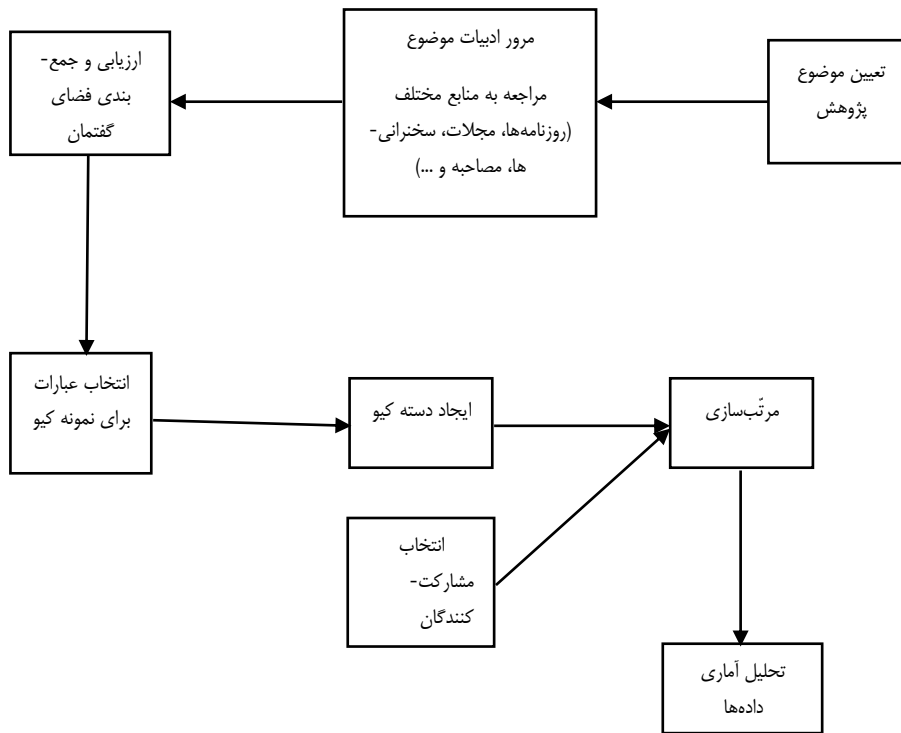 تعیین موضوع
پژوهش
مرور ادبیات موضوع
مراجعه به منابع مختلف
(روزنامه‌ها، مجلات، سخنرانی-
ها، مصاحبه و ...)
ارزیابی و جمع-
بندی فضای
گفتمان
انتخاب عبارات
برای نمونه کیو
ایجاد دسته کیو
مرتّب‌سازی
انتخاب
مشارکت-
کنندگان
تحلیل آماری
داده‌ها